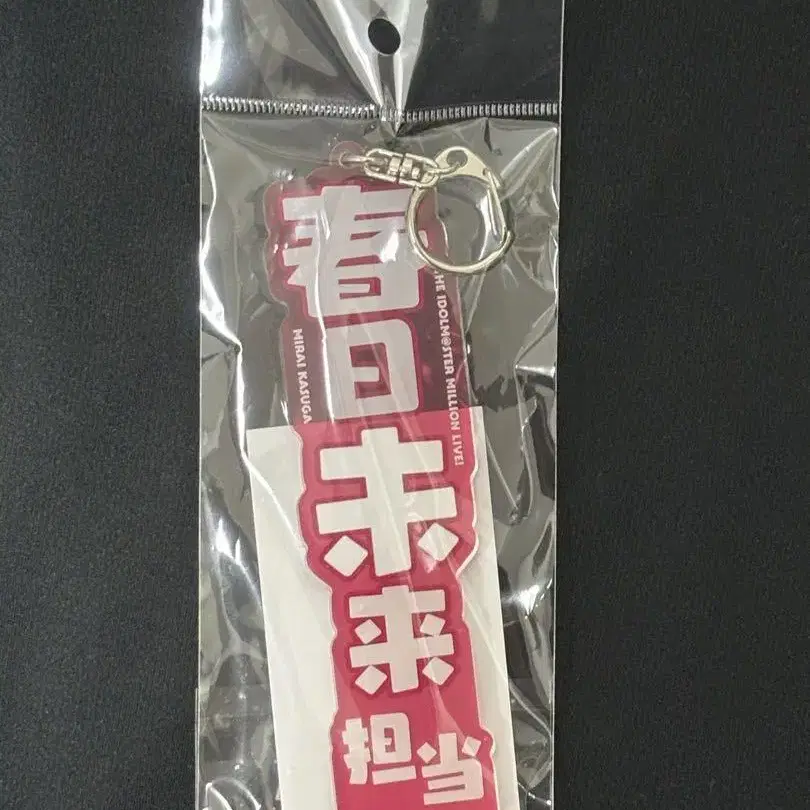 春日未来
担当
MIRAI KASUGA
THE IDOLM@STER MILLION LIVE!